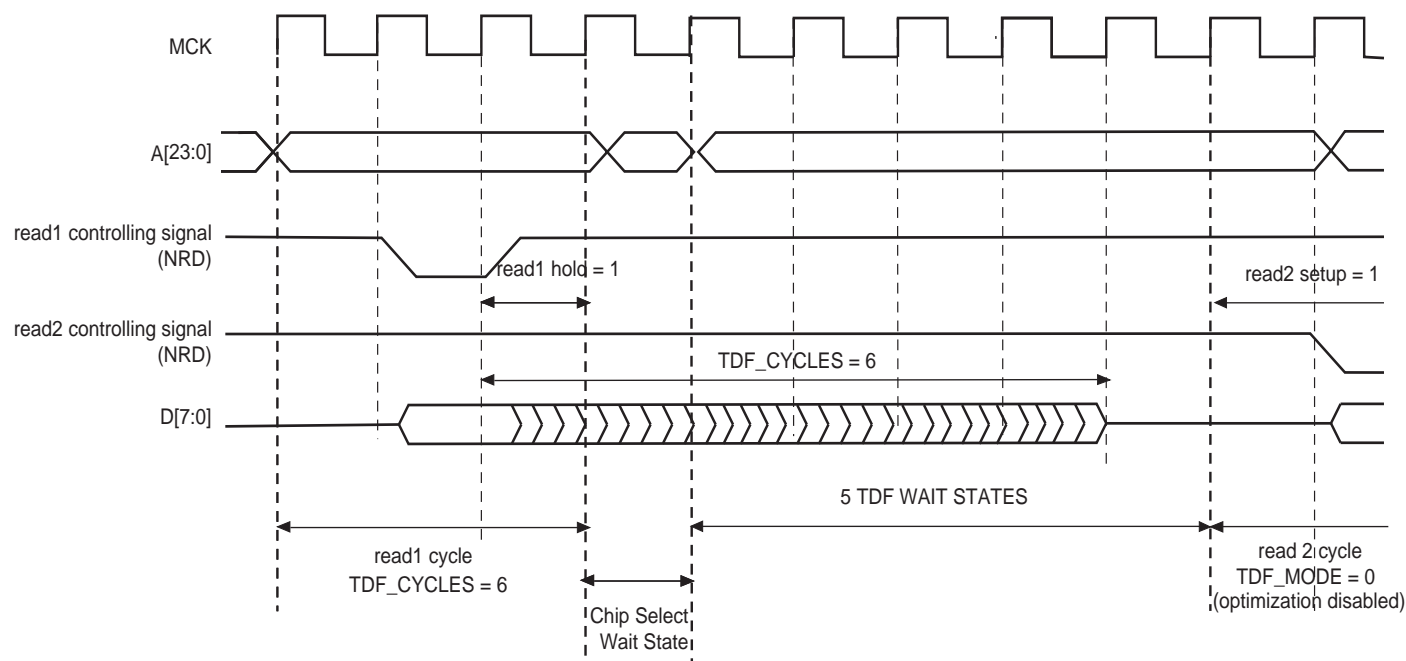 MCK
A[23:0]
read1 controlling signal
(NRD)
read1 hold = 1
read2 setup = 1
read2 controlling signal
(NRD)
TDF_CYCLES = 6
D[7:0]
5 TDF WAIT STATES
read1 cycle
TDF_CYCLES = 6
Chip Select
Wait State
read 2 cycle
TDF_MODE = 0
(optimization disabled)